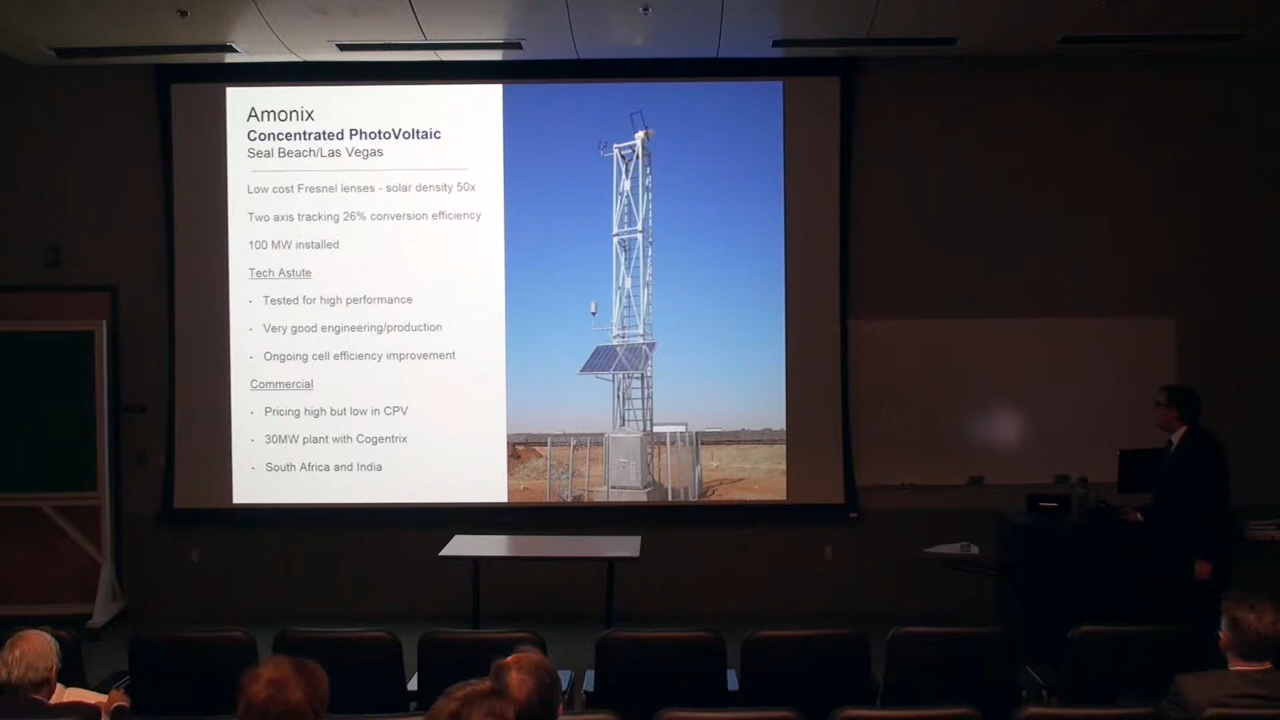 Amonix
Concentrated PhotoVoltaic
Seal Beach/Las Vegas
Low cost Fresnel lenses - solar density 50x
Two axis tracking 26% conversion efficiency
100 MW installed
Tech Astute
· Tested for high performance
· Very good engineering/production
· Ongoing cell efficiency improvement
Commercial
· Pricing high but low in CPV
· 30MW plant with Cogentrix
· South Africa and India